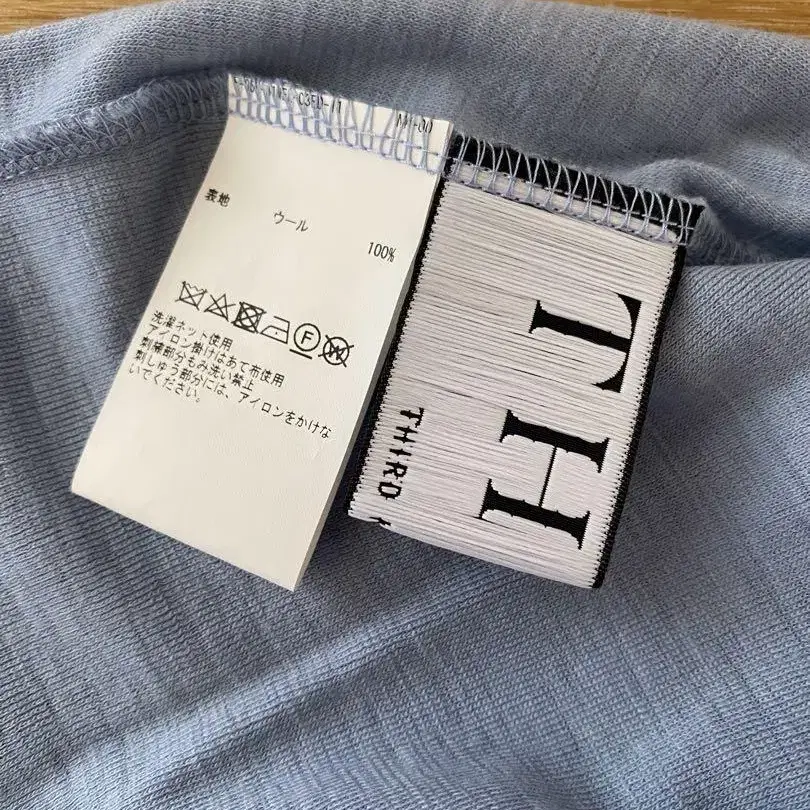 表地
ウール
100%
洗濯ネット使用
アイロン掛けはあて布使用
刺繍部分もみ洗い禁止
刺しゅう部分には、アイロンをかけな
いでください。
F
W
TH
THIRD